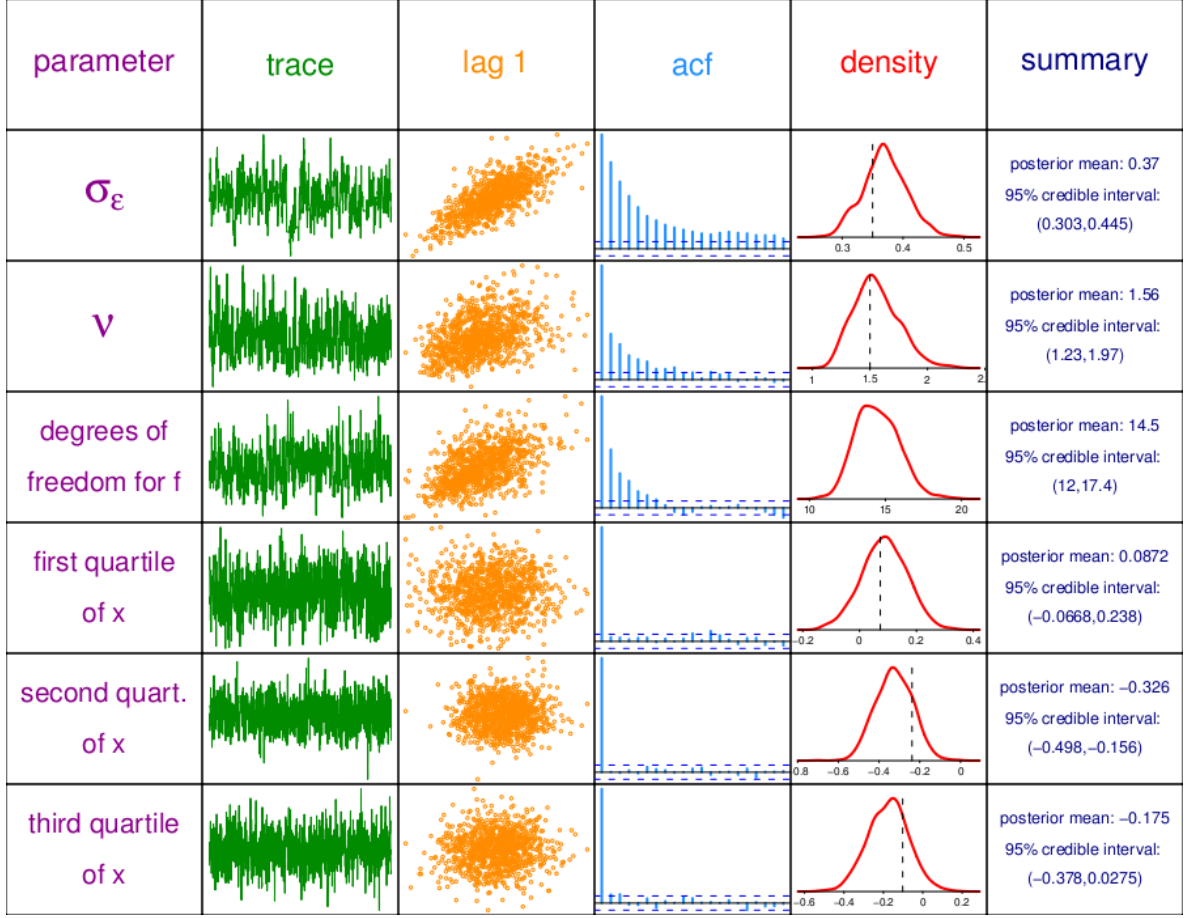 parameter trace lag 1 acf density summary
σε
0.3 0.4 0.5
posterior mean: 0.37
95% credible interval:
(0.303,0.445)
ν
1 1.5 2 2.
posterior mean: 1.56
95% credible interval:
(1.23,1.97)
degrees of
freedom for f
10 15 20
posterior mean: 14.5
95% credible interval:
(12,17.4)
first quartile
of x
−0.2 0 0.2 0.4
posterior mean: 0.0872
95% credible interval:
(−0.0668,0.238)
second quart.
of x
0.8 −0.6 −0.4 −0.2 0
posterior mean: −0.326
95% credible interval:
(−0.498,−0.156)
third quartile
of x
−0.6 −0.4 −0.2 0 0.2
posterior mean: −0.175
95% credible interval:
(−0.378,0.0275)